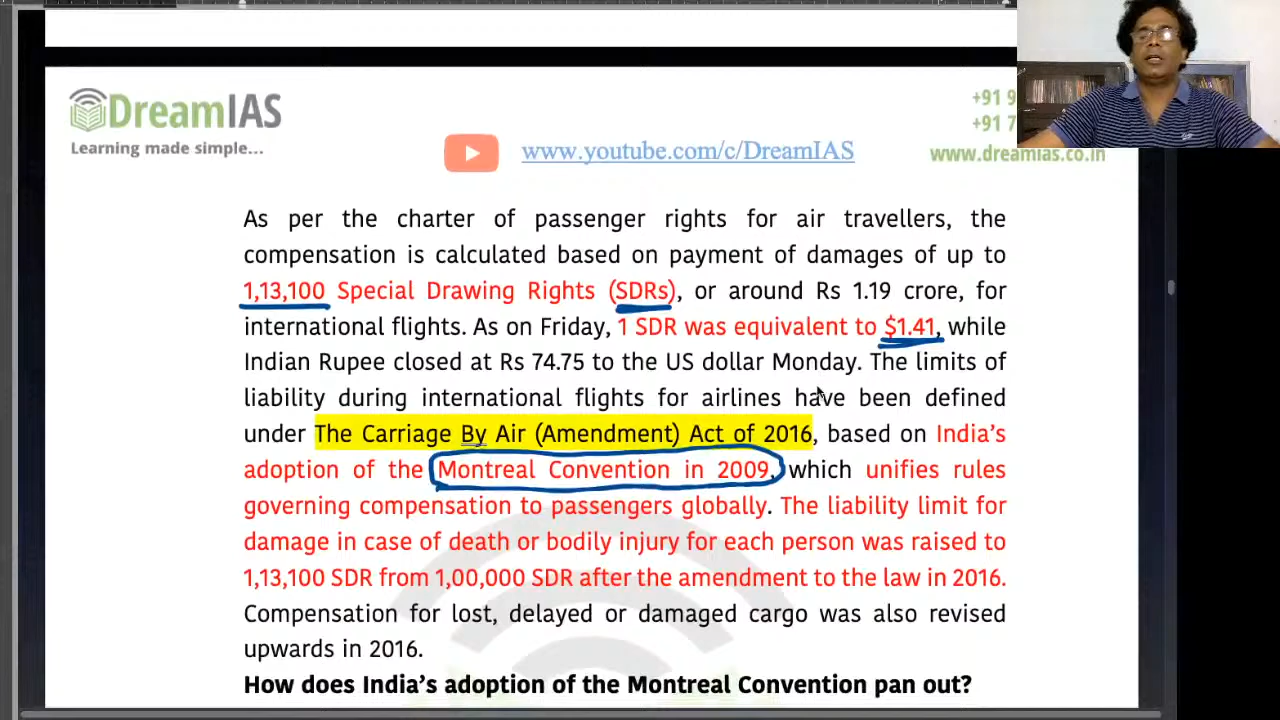 DreamIAS
Learning made simple...
www.youtube.com/c/DreamIAS
+91 9
+91 7
www.dreamias.co.in
As per the charter of passenger rights for air travellers, the
compensation is calculated based on payment of damages of up to
1,13,100 Special Drawing Rights (SDRs), or around Rs 1.19 crore, for
international flights. As on Friday, 1 SDR was equivalent to $1.41, while
Indian Rupee closed at Rs 74.75 to the US dollar Monday. The limits of
liability during international flights for airlines have been defined
under The Carriage By Air (Amendment) Act of 2016, based on India's
adoption of the Montreal Convention in 2009, which unifies rules
governing compensation to passengers globally. The liability limit for
damage in case of death or bodily injury for each person was raised to
1,13,100 SDR from 1,00,000 SDR after the amendment to the law in 2016.
Compensation for lost, delayed or damaged cargo was also revised
upwards in 2016.
How does India's adoption of the Montreal Convention pan out?